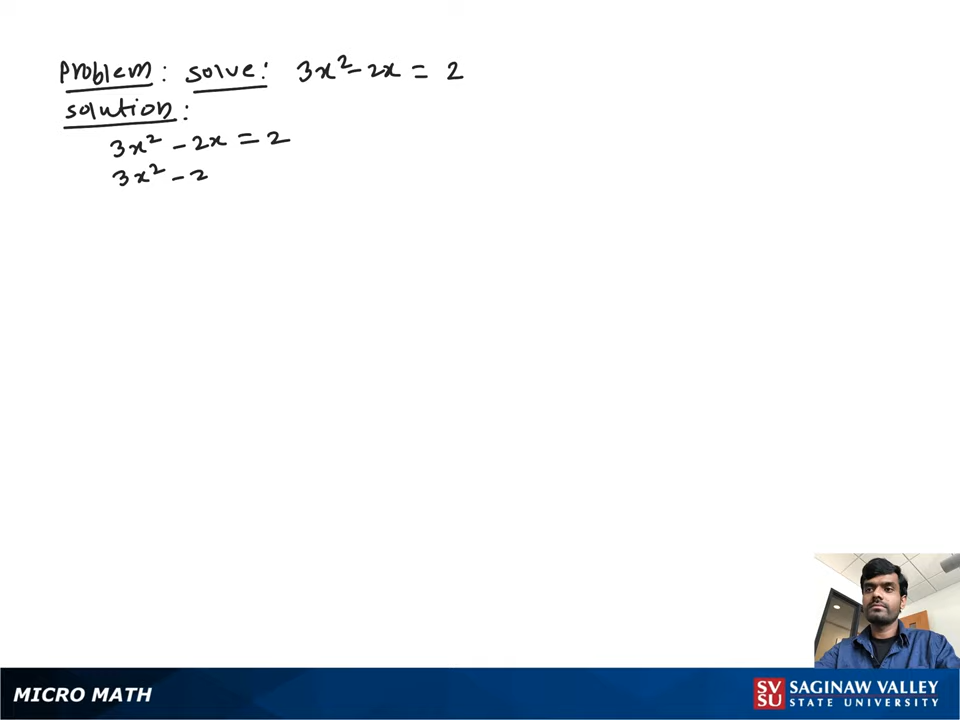 Problem: solve: 3x² - 2x = 2
solution:
3x² - 2x = 2
3x² - 2
MICRO MATH
SVSU SAGINAW VALLEY
STATE UNIVERSITY